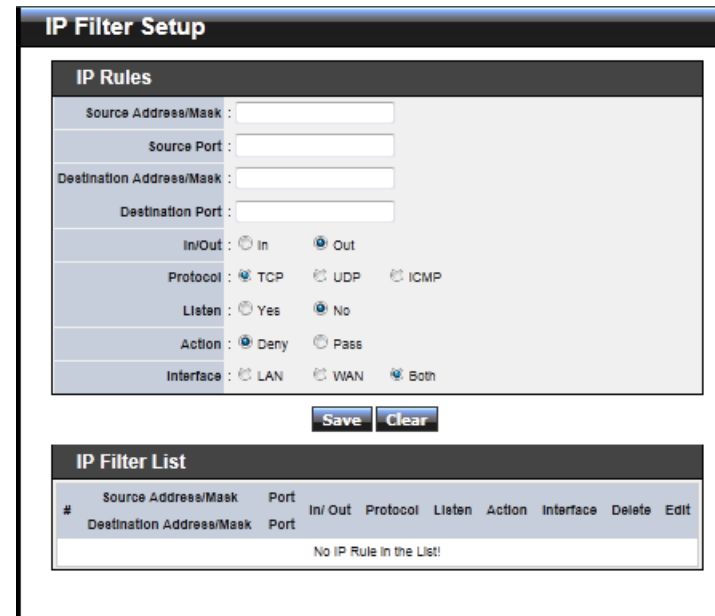 IP Filter Setup
IP Rules
Source Address/Mask :
Source Port :
Destination Address/Mask :
Destination Port :
In/Out : In Out
Protocol : TCP UDP ICMP
Listen : Yes No
Action : Deny Pass
Interface : LAN WAN Both
Save Clear
IP Filter List
# Source Address/Mask Port In/ Out Protocol Listen Action Interface Delete Edit
Destination Address/Mask Port
No IP Rule in the List!